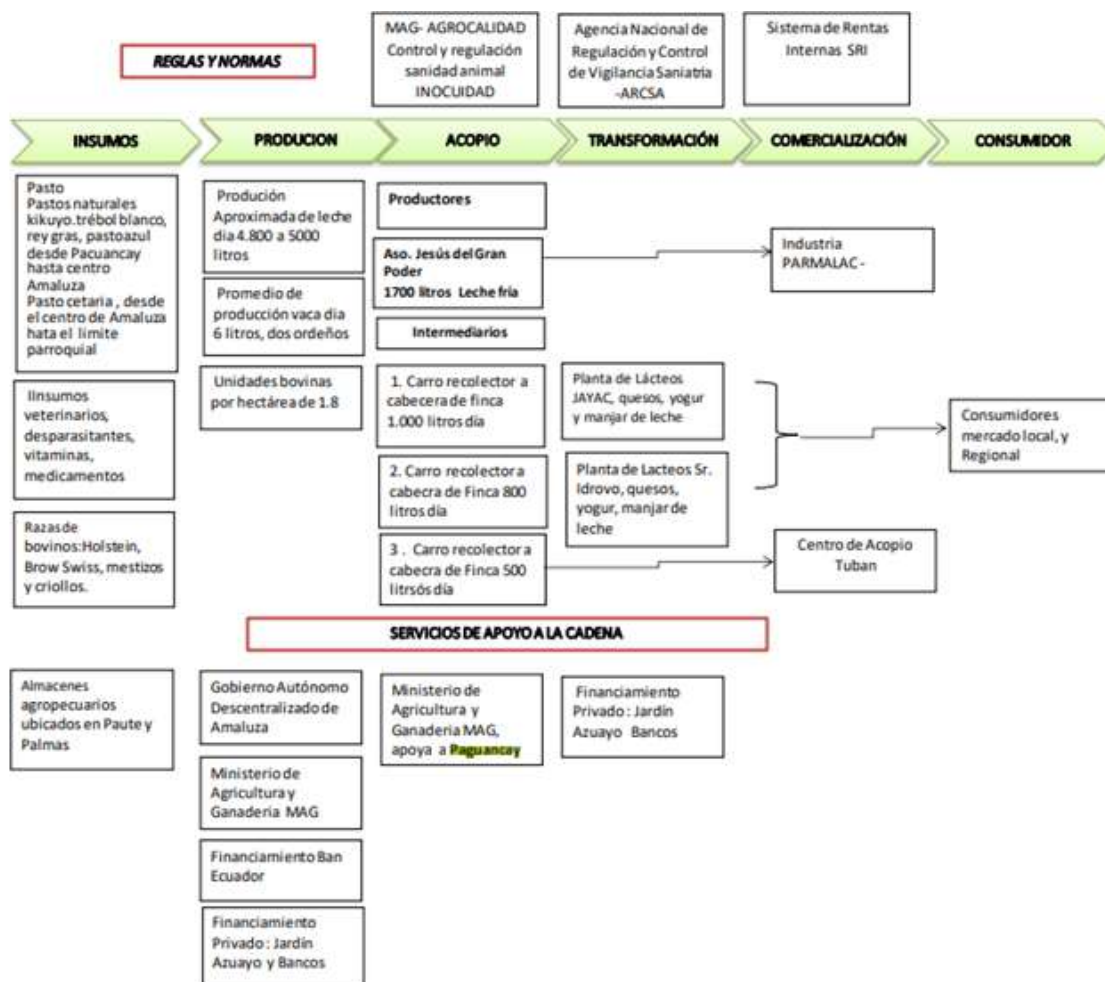 MAG- AGROCALIDAD
Control y regulación
sanidad animal
INOCUIDAD
Agencia Nacional de
Regulación y Control
de Vigilancia Saniatria
-ARCSA
Sistema de Rentas
Internas SRI
REGLAS Y NORMAS
INSUMOS
PRODUCION
ACOPIO
TRANSFORMACIÓN
COMERCIALIZACIÓN
CONSUMIDOR
Pasto
Pastos naturales
kikuyo.trébol blanco,
rey gras, pastoazul
desde Pacuancay
hasta centro
Amaluza
Pasto cetaria , desde
el centro de Amaluza
hata el limite
parroquial
IInsumos
veterinarios,
desparasitantes,
vitaminas,
medicamentos
Razas de
bovinos:Holstein,
Brow Swiss, mestizos
y criollos.
Produción
Aproximada de leche
dia 4.800 a 5000
litros
Promedio de
producción vaca dia
6 litros, dos ordeños
Unidades bovinas
por hectárea de 1.8
Productores
Aso. Jesús del Gran
Poder
1700 litros Leche fría
Intermediarios
1. Carro recolector a
cabecera de finca
1.000 litros día
2. Carro recolector a
cabecra de Finca 800
litros día
3 . Carro recolector a
cabecra de Finca 500
litrsós día
Planta de Lácteos
JAYAC, quesos, yogur
y manjar de leche
Planta de Lacteos Sr.
Idrovo, quesos,
yogur, manjar de
leche
Industria
PARMALAC -
Centro de Acopio
Tuban
Consumidores
mercado local, y
Regional
SERVICIOS DE APOYO A LA CADENA
Almacenes
agropecuarios
ubicados en Paute y
Palmas
Gobierno Autónomo
Descentralizado de
Amaluza
Ministerio de
Agricultura y
Ganaderia MAG
Financiamiento Ban
Ecuador
Financiamiento
Privado : Jardín
Azuayo y Bancos
Ministerio de
Agricultura y
Ganaderia MAG,
apoya a Paguancay
Financiamiento
Privado : Jardín
Azuayo Bancos